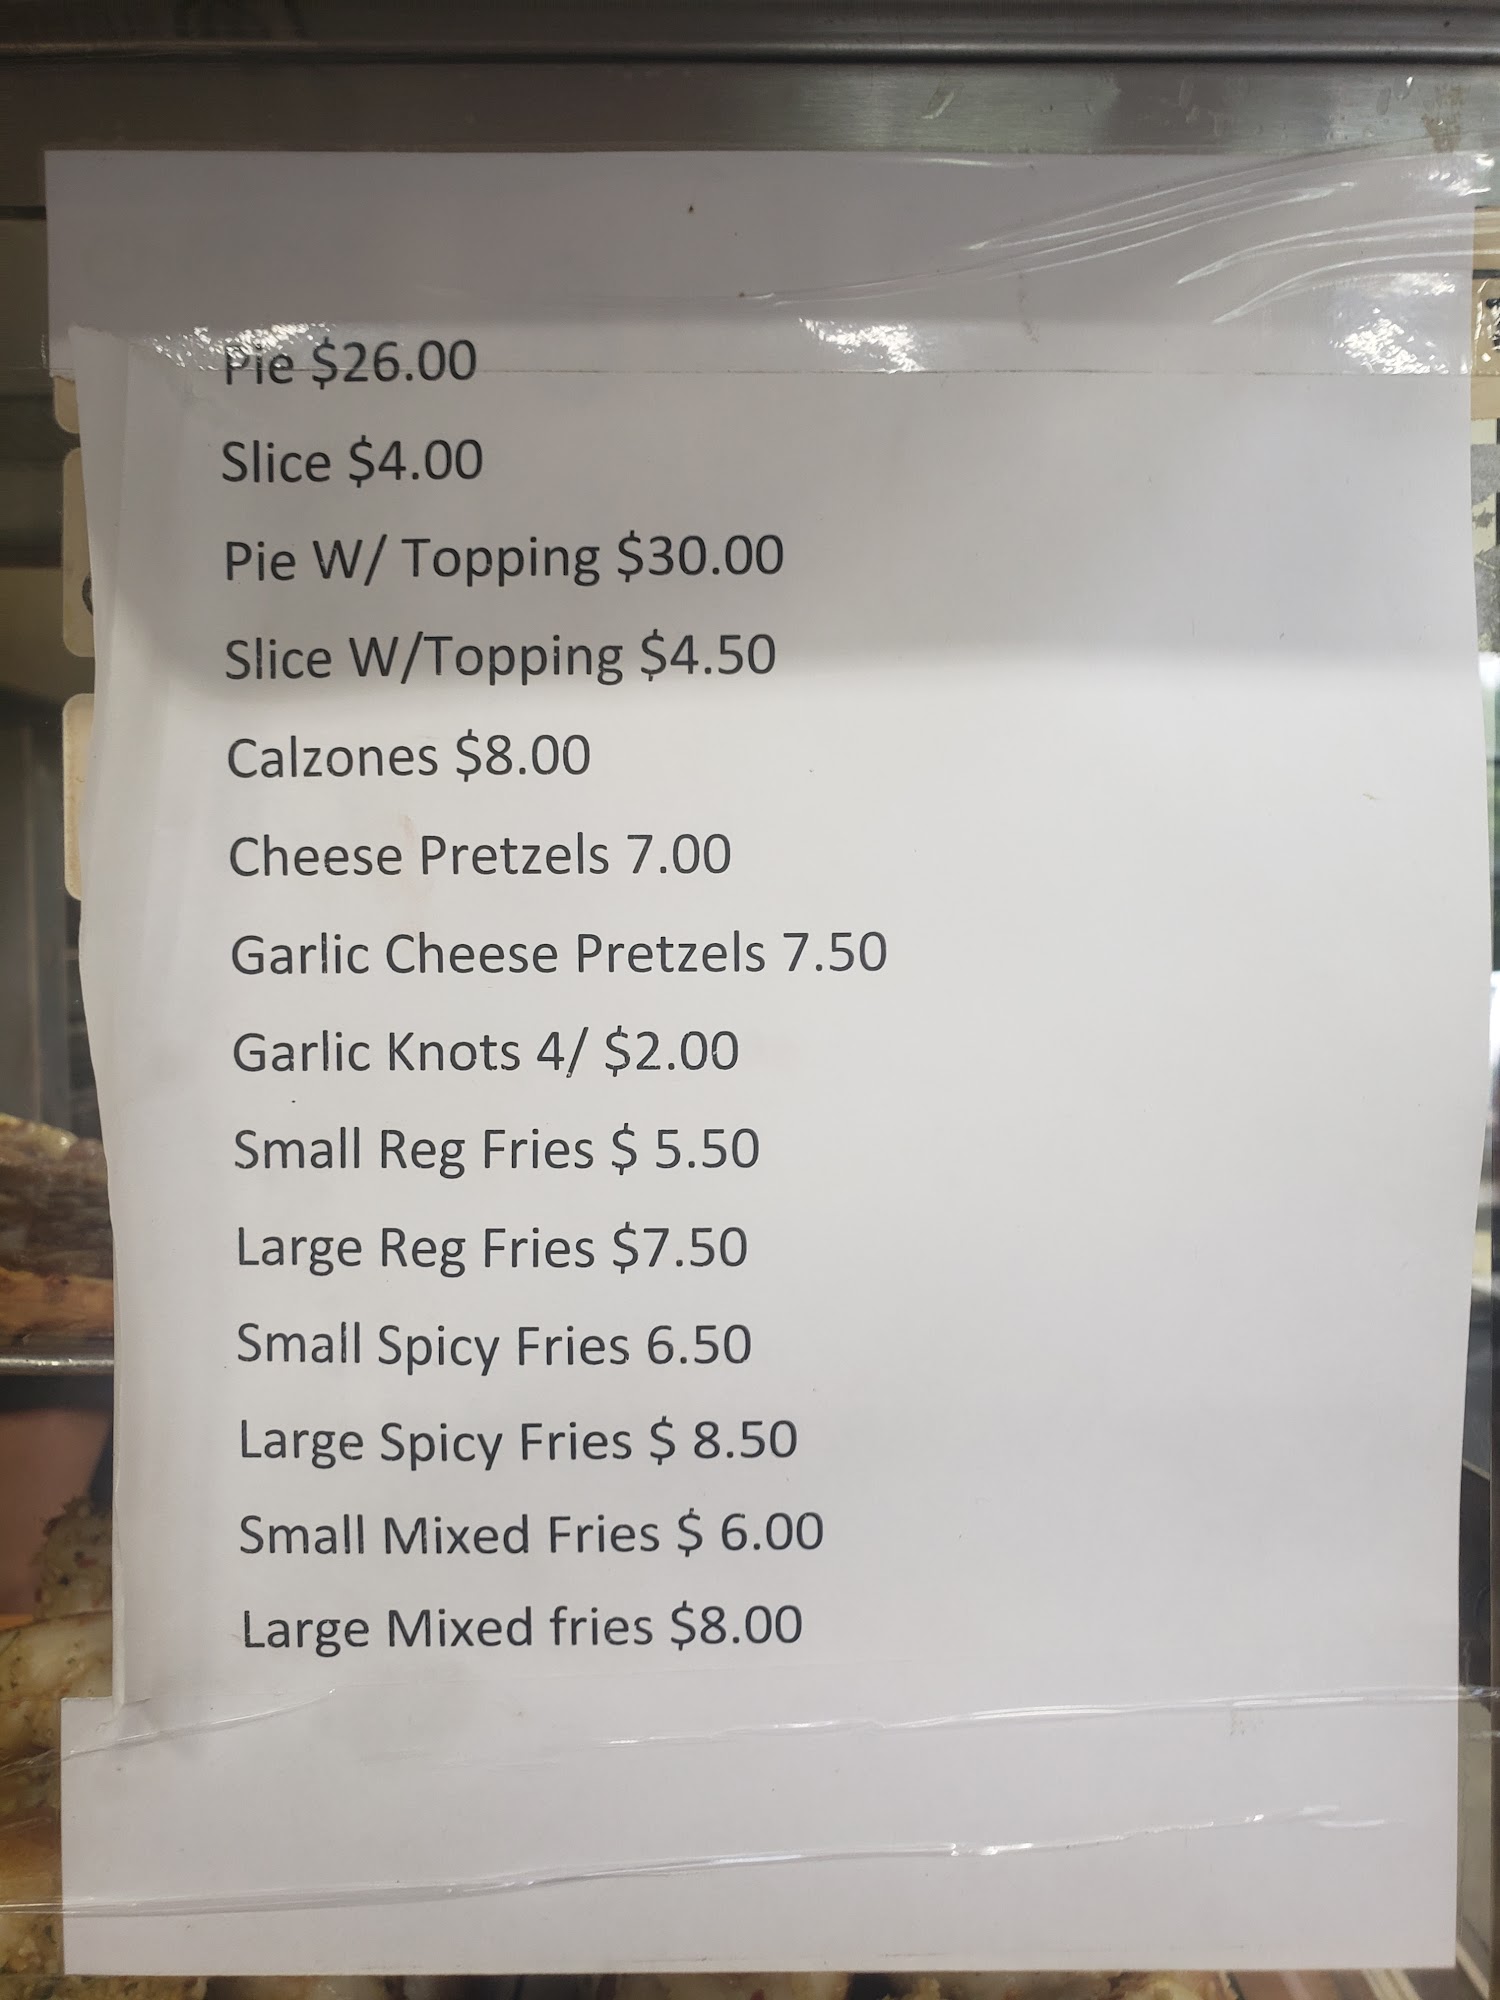 Pie $26.00
Slice $4.00
Pie W/ Topping $30.00
Slice W/Topping $4.50
Calzones $8.00
Cheese Pretzels 7.00
Garlic Cheese Pretzels 7.50
Garlic Knots 4/ $2.00
Small Reg Fries $ 5.50
Large Reg Fries $7.50
Small Spicy Fries 6.50
Large Spicy Fries $ 8.50
Small Mixed Fries $ 6.00
Large Mixed fries $8.00